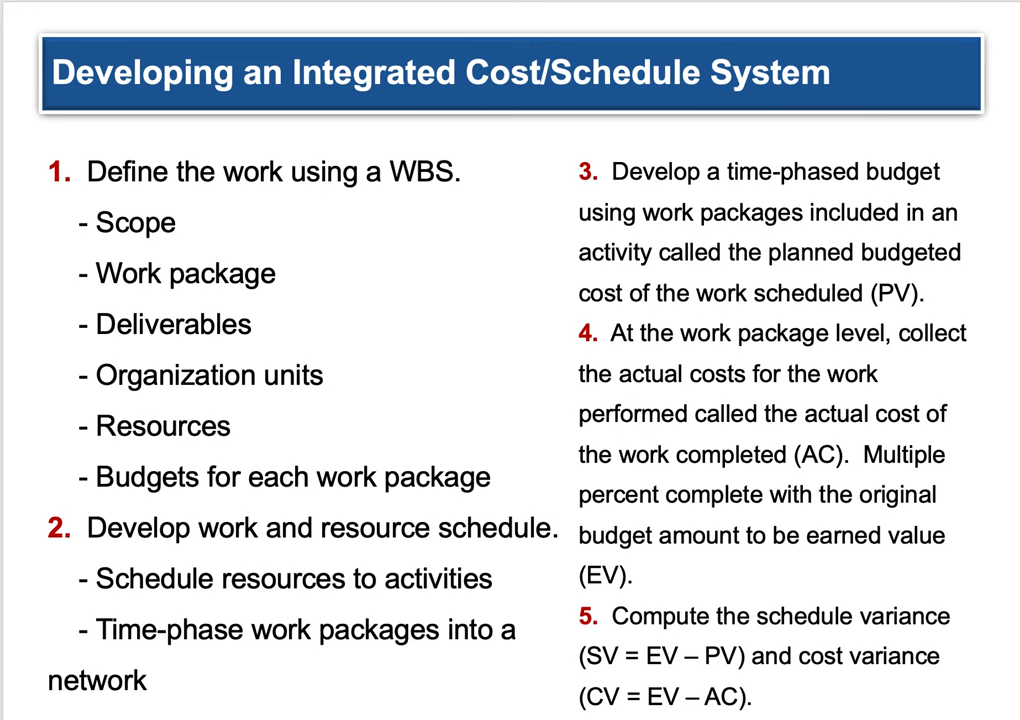 Developing an Integrated Cost/Schedule System
1. Define the work using a WBS.
- Scope
- Work package
- Deliverables
- Organization units
- Resources
- Budgets for each work package
2. Develop work and resource schedule.
- Schedule resources to activities
- Time-phase work packages into a
network
3. Develop a time-phased budget
using work packages included in an
activity called the planned budgeted
cost of the work scheduled (PV).
4. At the work package level, collect
the actual costs for the work
performed called the actual cost of
the work completed (AC). Multiple
percent complete with the original
budget amount to be earned value
(EV).
5. Compute the schedule variance
(SV = EV – PV) and cost variance
(CV = EV – AC).